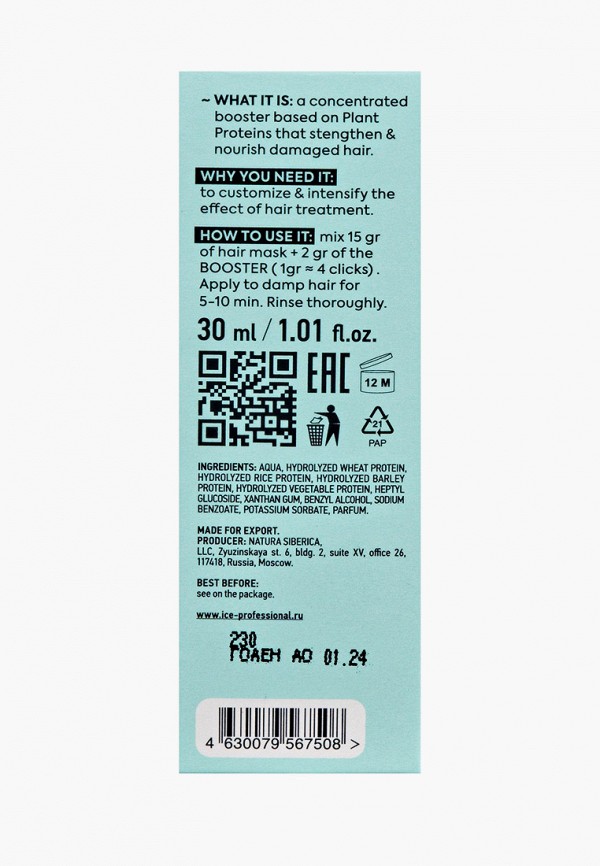 ~ WHAT IT IS: a concentrated
booster based on Plant
Proteins that stengthen &
nourish damaged hair.
WHY YOU NEED IT:
to customize & intensify the
effect of hair treatment.
HOW TO USE IT: mix 15 gr
of hair mask + 2 gr of the
BOOSTER ( 1gr ≈ 4 clicks) .
Apply to damp hair for
5-10 min. Rinse thoroughly.
30 ml / 1.01 fl.oz.
EAC
12 M
21
PAP
INGREDIENTS: AQUA, HYDROLYZED WHEAT PROTEIN,
HYDROLYZED RICE PROTEIN, HYDROLYZED BARLEY
PROTEIN, HYDROLYZED VEGETABLE PROTEIN, HEPTYL
GLUCOSIDE, XANTHAN GUM, BENZYL ALCOHOL, SODIUM
BENZOATE, POTASSIUM SORBATE, PARFUM.
MADE FOR EXPORT.
PRODUCER: NATURA SIBERICA,
LLC, Zyuzinskaya st. 6, bldg. 2, suite XV, office 26,
117418, Russia, Moscow.
BEST BEFORE:
see on the package.
www.ice-professional.ru
230
ГОДЕН ДО 01.24
4 630079 567508 >